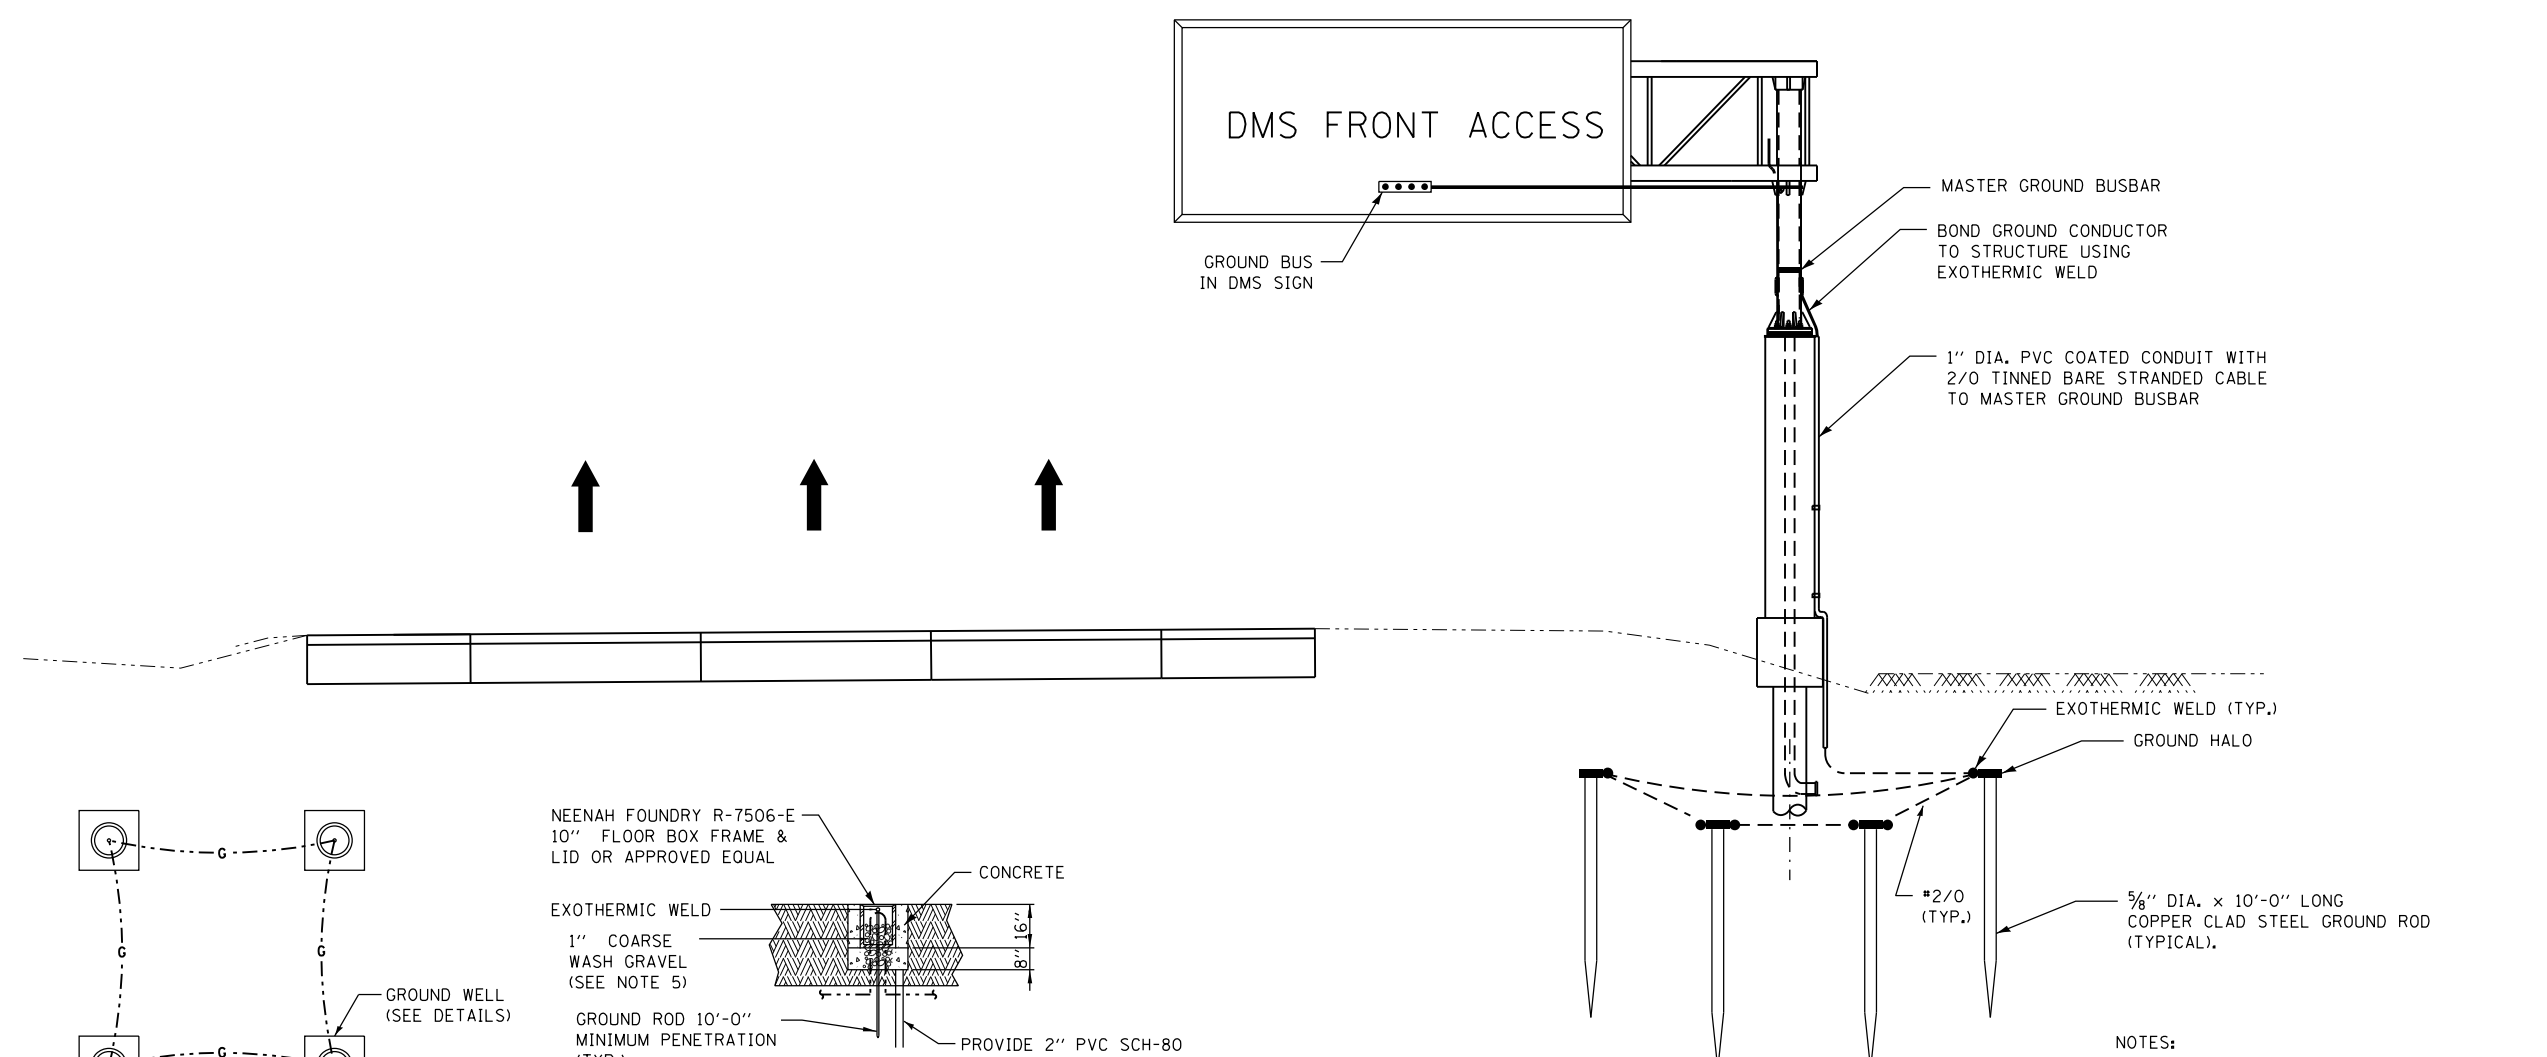 DMS FRONT ACCESS
MASTER GROUND BUSBAR
BOND GROUND CONDUCTOR
TO STRUCTURE USING
EXOTHERMIC WELD
GROUND BUS
IN DMS SIGN
1" DIA. PVC COATED CONDUIT WITH
2/0 TINNED BARE STRANDED CABLE
TO MASTER GROUND BUSBAR
EXOTHERMIC WELD (TYP.)
GROUND HALO
#2/0
(TYP.)
5/8" DIA. x 10'-0" LONG
COPPER CLAD STEEL GROUND ROD
(TYPICAL).
NOTES:
G
G
G
G
GROUND WELL
(SEE DETAILS)
NEENAH FOUNDRY R-7506-E
10" FLOOR BOX FRAME &
LID OR APPROVED EQUAL
CONCRETE
EXOTHERMIC WELD
1" COARSE
WASH GRAVEL
(SEE NOTE 5)
16"
8"
GROUND ROD 10'-0"
MINIMUM PENETRATION
(TYP.)
PROVIDE 2" PVC SCH-80